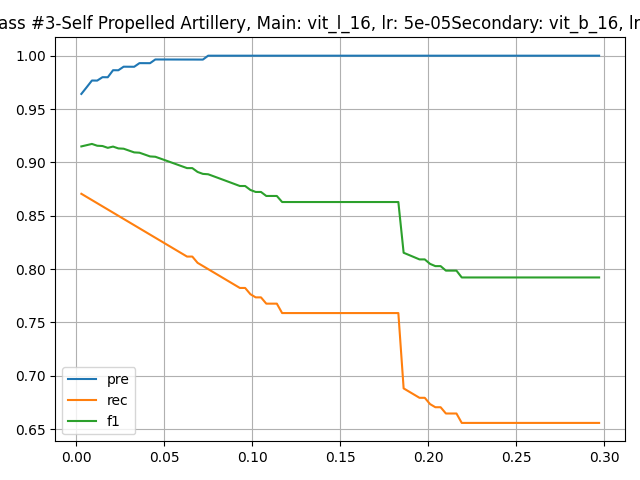 ass #3-Self Propelled Artillery, Main: vit_l_16, lr: 5e-05Secondary: vit_b_16, lr
1.00
0.95
0.90
0.85
0.80
0.75
0.70
0.65
pre
rec
f1
0.00 0.05 0.10 0.15 0.20 0.25 0.30